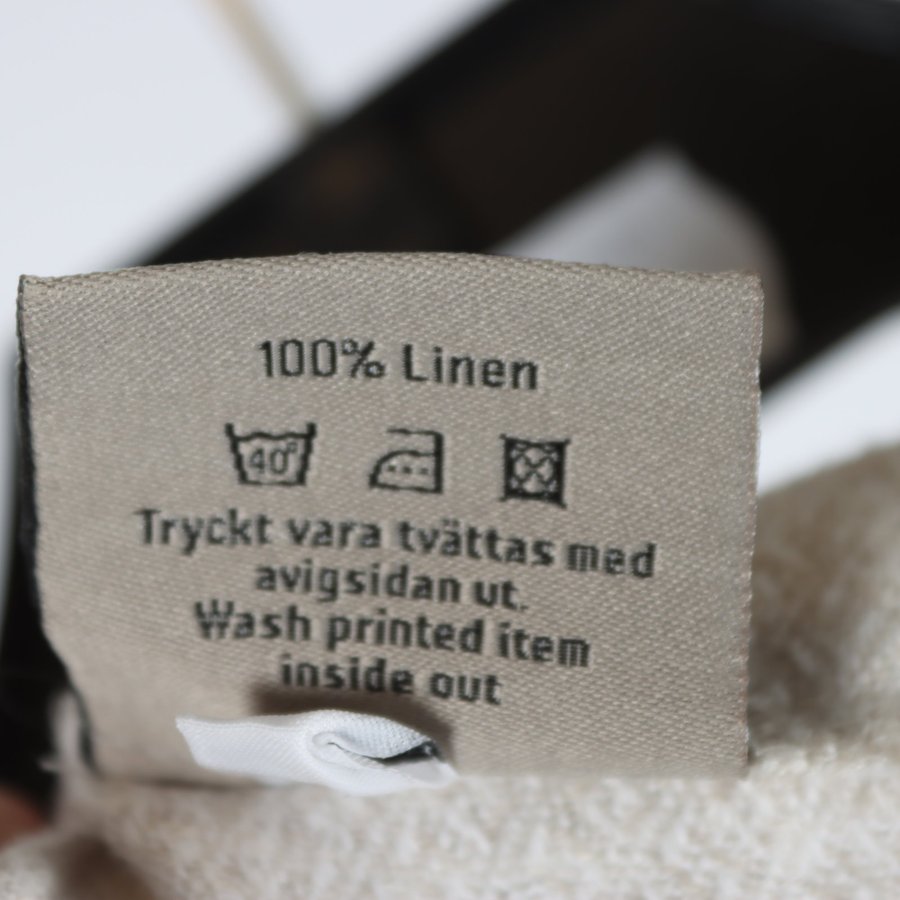 100% Linen
40°
Tryckt vara tvättas med
avigsidan ut.
Wash printed item
inside out